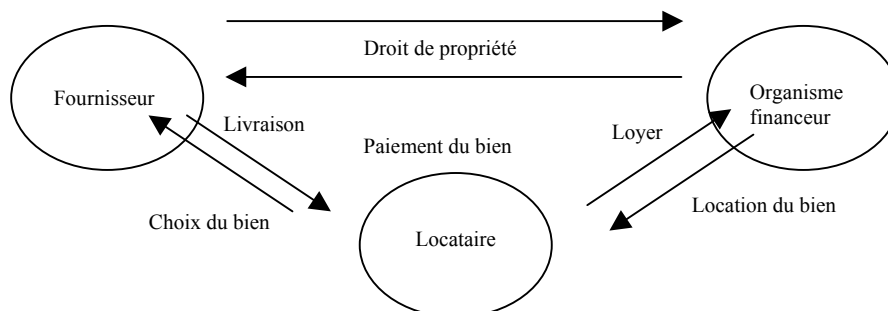 Droit de propriété
Fournisseur
Organisme
financeur
Livraison
Paiement du bien
Loyer
Choix du bien
Location du bien
Locataire